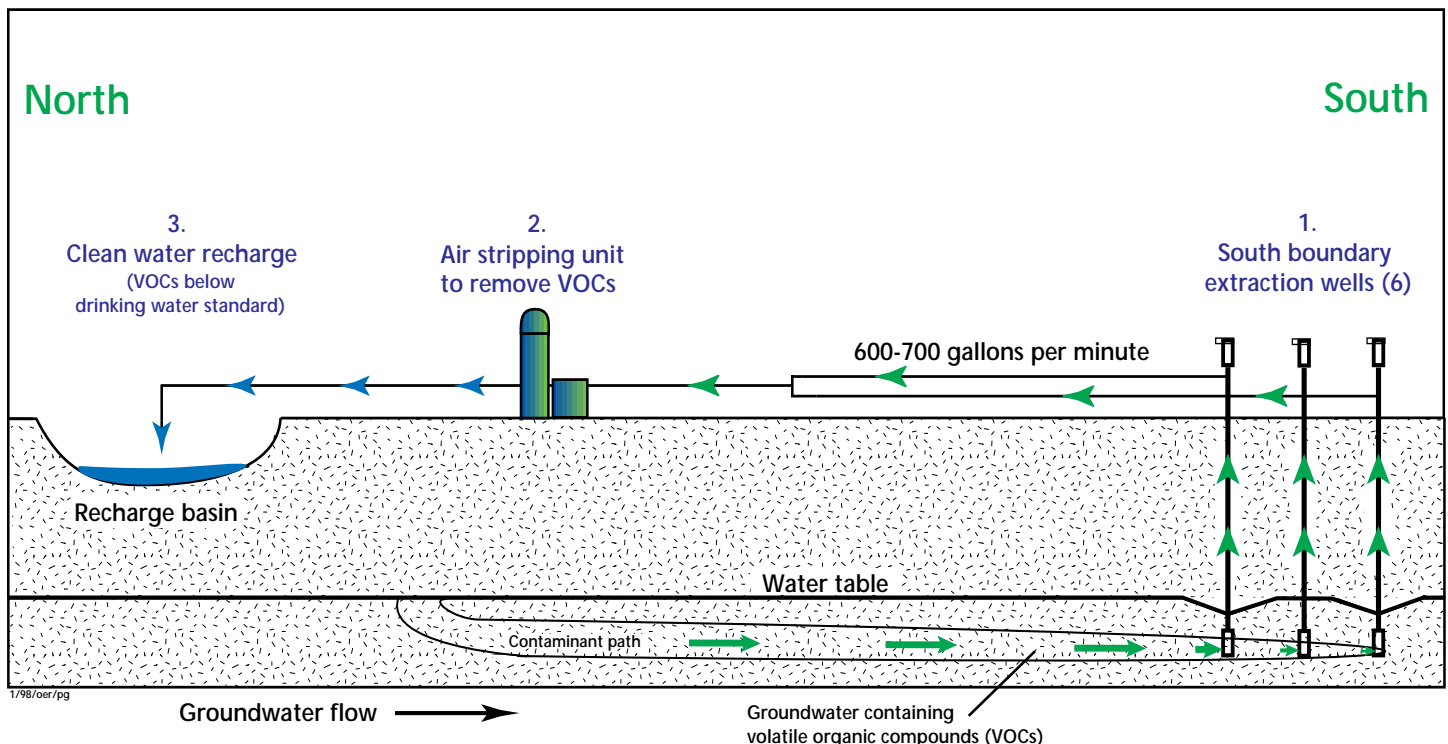 North
South
3.
Clean water recharge
(VOCs below
drinking water standard)
2.
Air stripping unit
to remove VOCs
1.
South boundary
extraction wells (6)
600-700 gallons per minute
Recharge basin
Water table
Contaminant path
1/98/oer/pg
Groundwater flow
Groundwater containing
volatile organic compounds (VOCs)